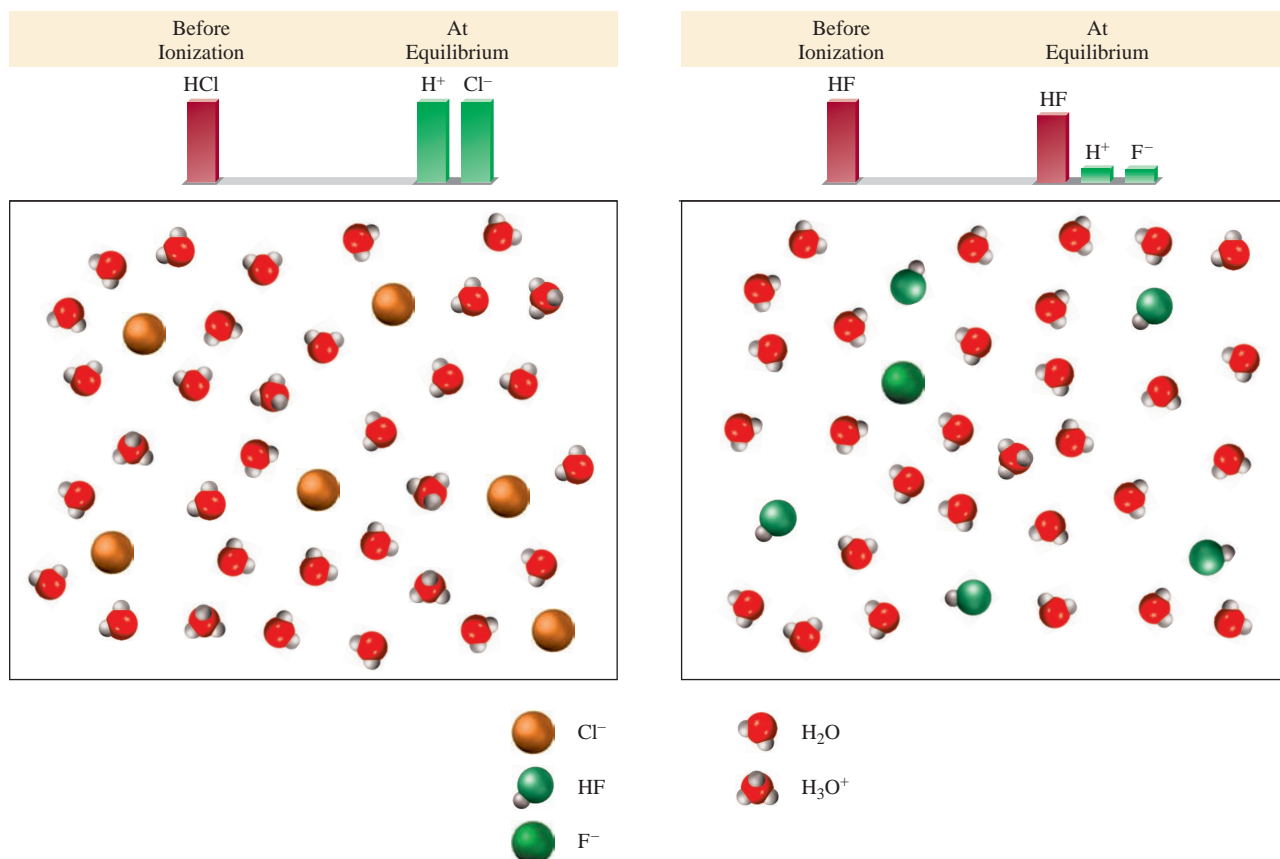 Before
Ionization
At
Equilibrium
HCl
H⁺
Cl⁻
Before
Ionization
At
Equilibrium
HF
HF
H⁺
F⁻
Cl⁻
HF
F⁻
H₂O
H₃O⁺